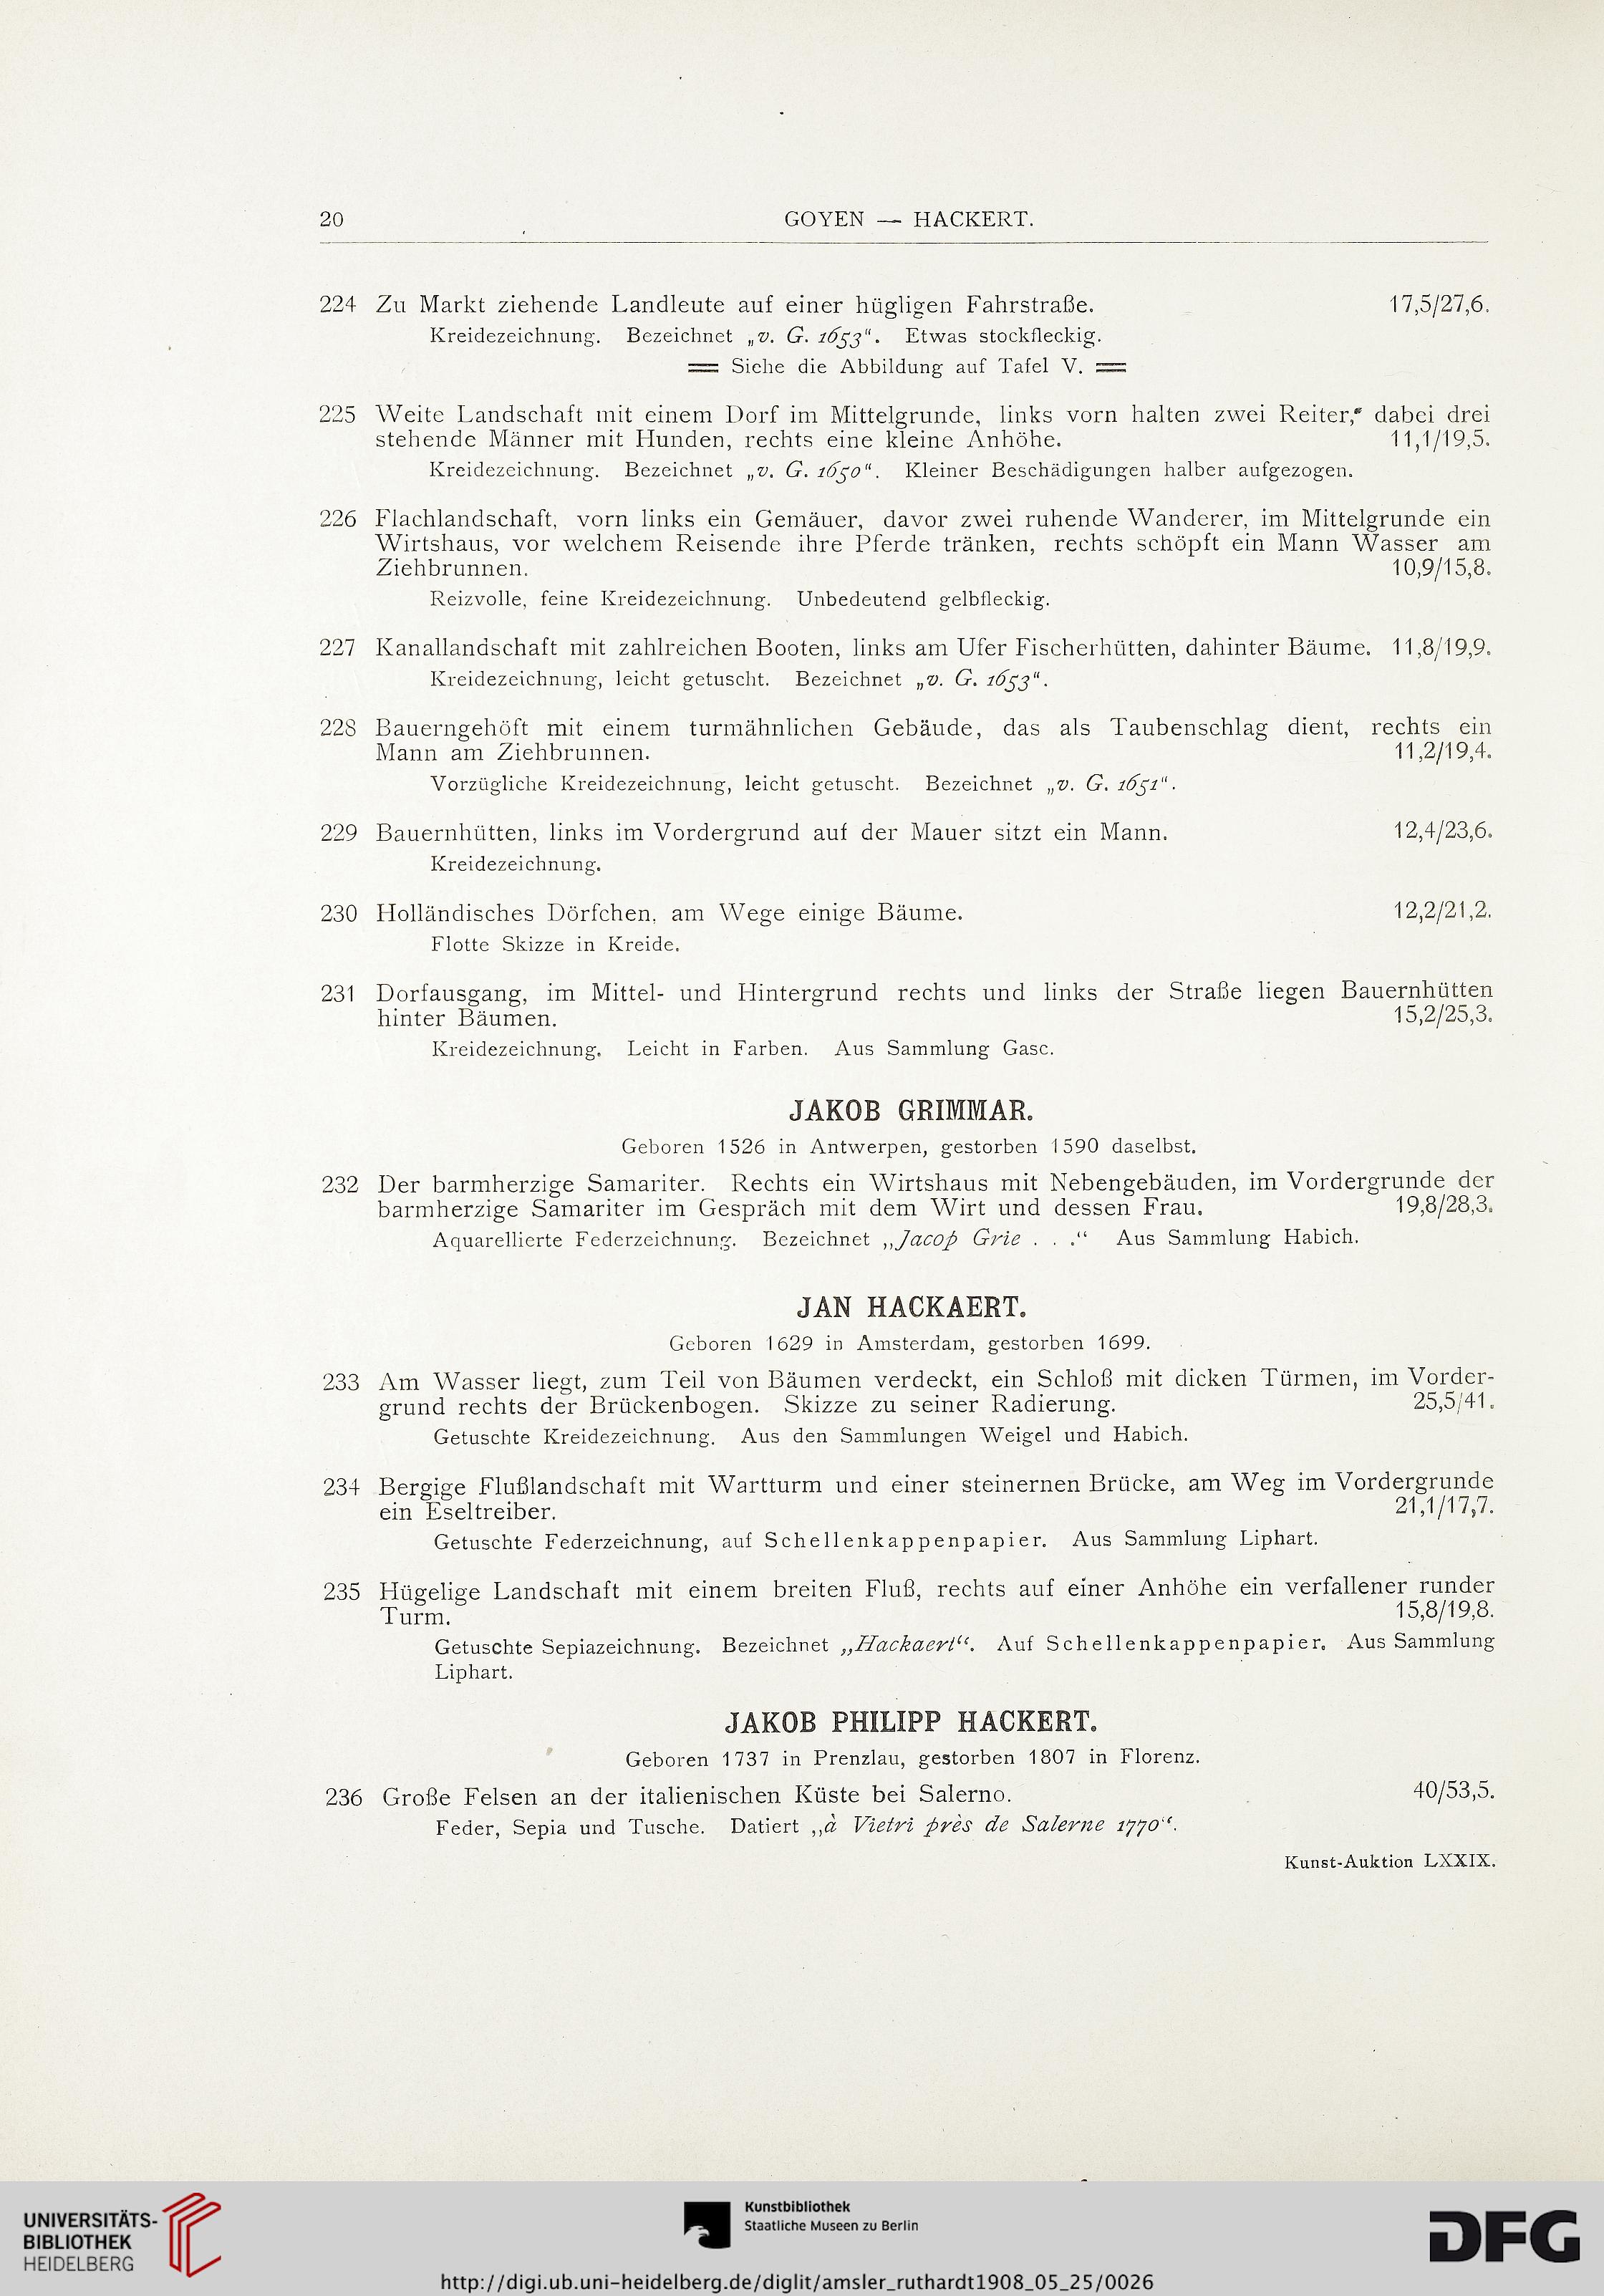 20 GOYEN — HACKERT.
224 Zu Markt ziehende Landleute auf einer hügligen Fahrstraße. 17,5/27,6.
Kreidezeichnung. Bezeichnet „v. G. 1653“. Etwas stockfleckig.
== Siehe die Abbildung auf Tafel V. ==
225 Weite Landschaft mit einem Dorf im Mittelgrunde, links vorn halten zwei Reiter, dabei drei
stehende Männer mit Hunden, rechts eine kleine Anhöhe. 11,1/19,5.
Kreidezeichnung. Bezeichnet „v. G. 1650“. Kleiner Beschädigungen halber aufgezogen.
226 Flachlandschaft, vorn links ein Gemäuer, davor zwei ruhende Wanderer, im Mittelgrunde ein
Wirtshaus, vor welchem Reisende ihre Pferde tränken, rechts schöpft ein Mann Wasser am
Ziehbrunnen. 10,9/15,8.
Reizvolle, feine Kreidezeichnung. Unbedeutend gelbfleckig.
227 Kanallandschaft mit zahlreichen Booten, links am Ufer Fischerhütten, dahinter Bäume. 11,8/19,9.
Kreidezeichnung, leicht getuscht. Bezeichnet „v. G. 1653“.
228 Bauerngehöft mit einem turmähnlichen Gebäude, das als Taubenschlag dient, rechts ein
Mann am Ziehbrunnen. 11,2/19,4.
Vorzügliche Kreidezeichnung, leicht getuscht. Bezeichnet „v. G. 1651“.
229 Bauernhütten, links im Vordergrund auf der Mauer sitzt ein Mann. 12,4/23,6.
Kreidezeichnung.
230 Holländisches Dörfchen, am Wege einige Bäume. 12,2/21,2.
Flotte Skizze in Kreide.
231 Dorfausgang, im Mittel- und Hintergrund rechts und links der Straße liegen Bauernhütten
hinter Bäumen. 15,2/25,3.
Kreidezeichnung. Leicht in Farben. Aus Sammlung Gasc.
JAKOB GRIMMAR.
Geboren 1526 in Antwerpen, gestorben 1590 daselbst.
232 Der barmherzige Samariter. Rechts ein Wirtshaus mit Nebengebäuden, im Vordergrunde der
barmherzige Samariter im Gespräch mit dem Wirt und dessen Frau. 19,8/28,3.
Aquarellierte Federzeichnung. Bezeichnet „Jacop Grie . . .“ Aus Sammlung Habich.
JAN HACKAERT.
Geboren 1629 in Amsterdam, gestorben 1699.
233 Am Wasser liegt, zum Teil von Bäumen verdeckt, ein Schloß mit dicken Türmen, im Vorder-
grund rechts der Brückenbogen. Skizze zu seiner Radierung. 25,5/41.
Getuschte Kreidezeichnung. Aus den Sammlungen Weigel und Habich.
234 Bergige Flußlandschaft mit Wartturm und einer steinernen Brücke, am Weg im Vordergrunde
ein Eseltreiber. 21,1/17,7.
Getuschte Federzeichnung, auf Schellenkappenpapier. Aus Sammlung Liphart.
235 Hügelige Landschaft mit einem breiten Fluß, rechts auf einer Anhöhe ein verfallener runder
Turm. 15,8/19,8.
Getuschte Sepiazeichnung. Bezeichnet „Hackaert“. Auf Schellenkappenpapier. Aus Sammlung
Liphart.
JAKOB PHILIPP HACKERT.
Geboren 1737 in Prenzlau, gestorben 1807 in Florenz.
236 Große Felsen an der italienischen Küste bei Salerno. 40/53,5.
Feder, Sepia und Tusche. Datiert „à Vietri près de Salerne 1770“.
Kunst-Auktion LXXIX.
UNIVERSITÄTS-
BIBLIOTHEK
HEIDELBERG
Kunstbibliothek
Staatliche Museen zu Berlin
DFG
http://digi.ub.uni-heidelberg.de/diglit/amsler_ruthardt1908_05_25/0026